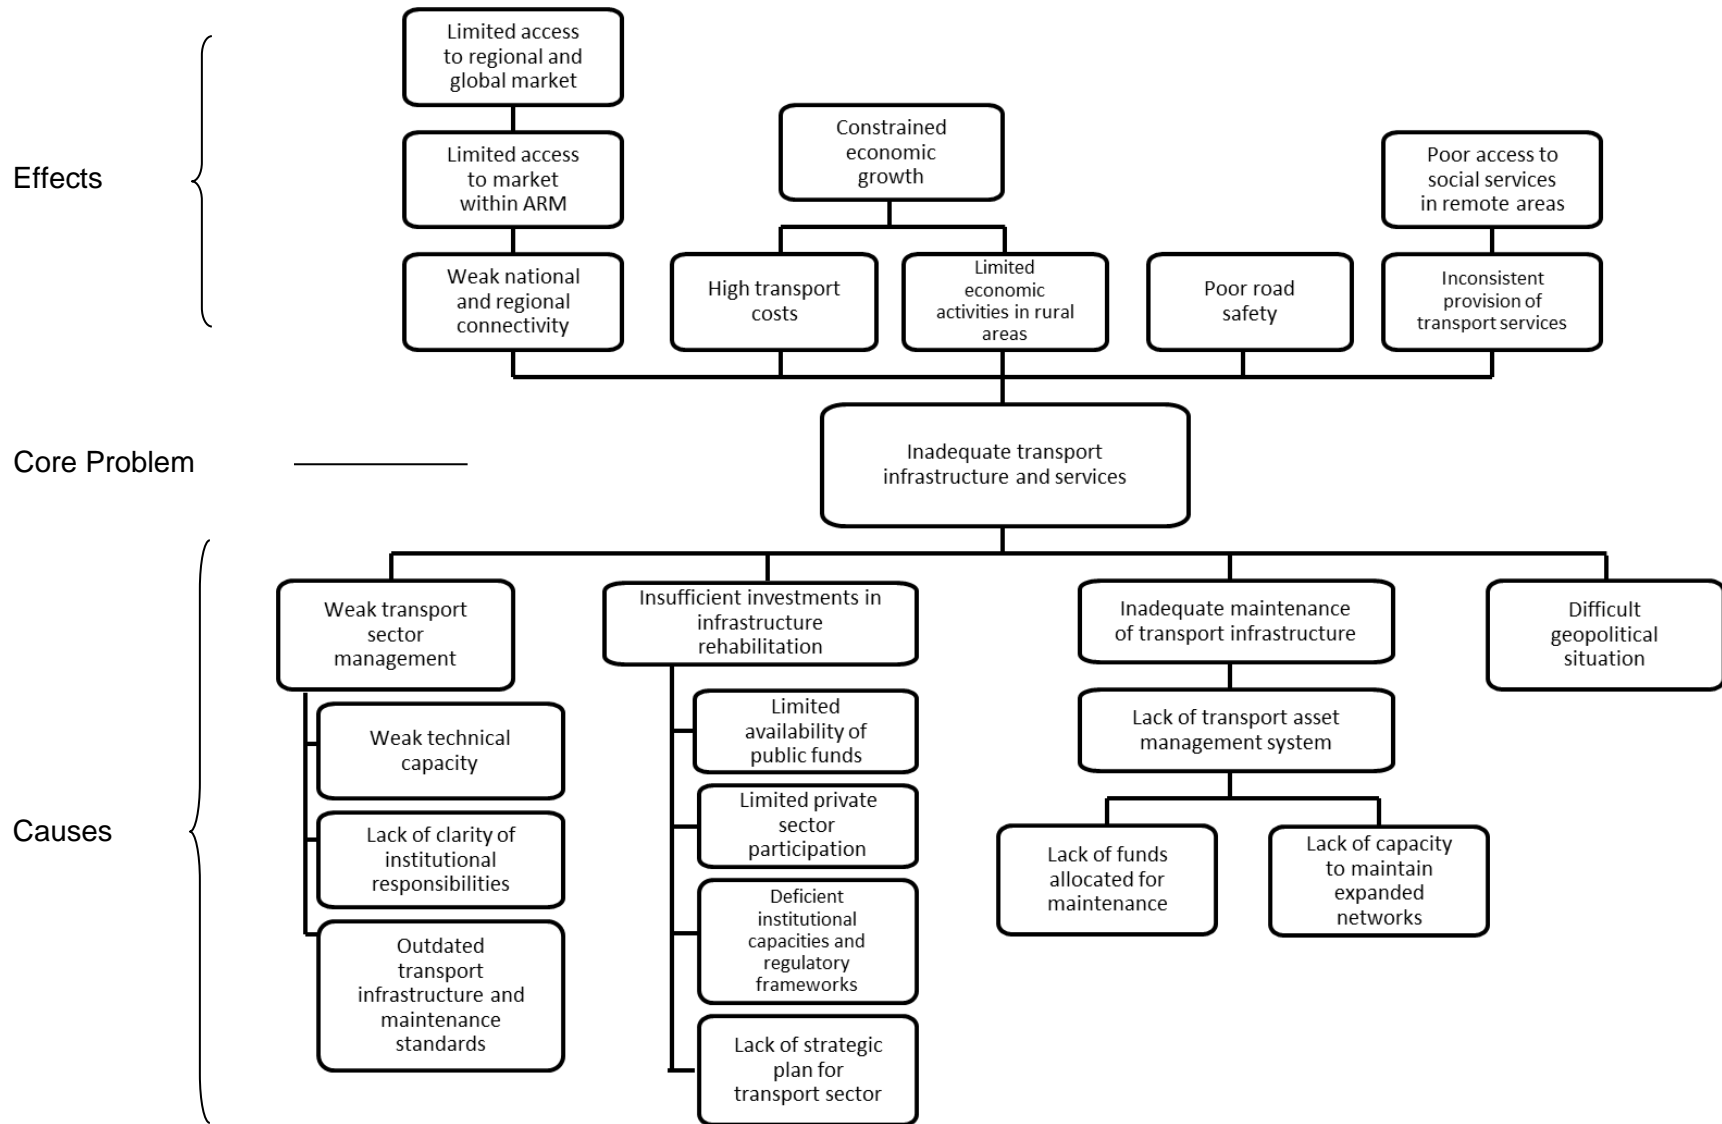 Effects
Limited access
to regional and
global market
Limited access
to market
within ARM
Weak national
and regional
connectivity
Constrained
economic
growth
High transport
costs
Limited
economic
activities in rural
areas
Poor road
safety
Poor access to
social services
in remote areas
Inconsistent
provision of
transport services
Core Problem
Inadequate transport
infrastructure and services
Causes
Weak transport
sector
management
Weak technical
capacity
Lack of clarity of
institutional
responsibilities
Outdated
transport
infrastructure and
maintenance
standards
Insufficient investments in
infrastructure
rehabilitation
Limited
availability of
public funds
Limited private
sector
participation
Deficient
institutional
capacities and
regulatory
frameworks
Lack of strategic
plan for
transport sector
Inadequate maintenance
of transport infrastructure
Lack of transport asset
management system
Lack of funds
allocated for
maintenance
Lack of capacity
to maintain
expanded
networks
Difficult
geopolitical
situation